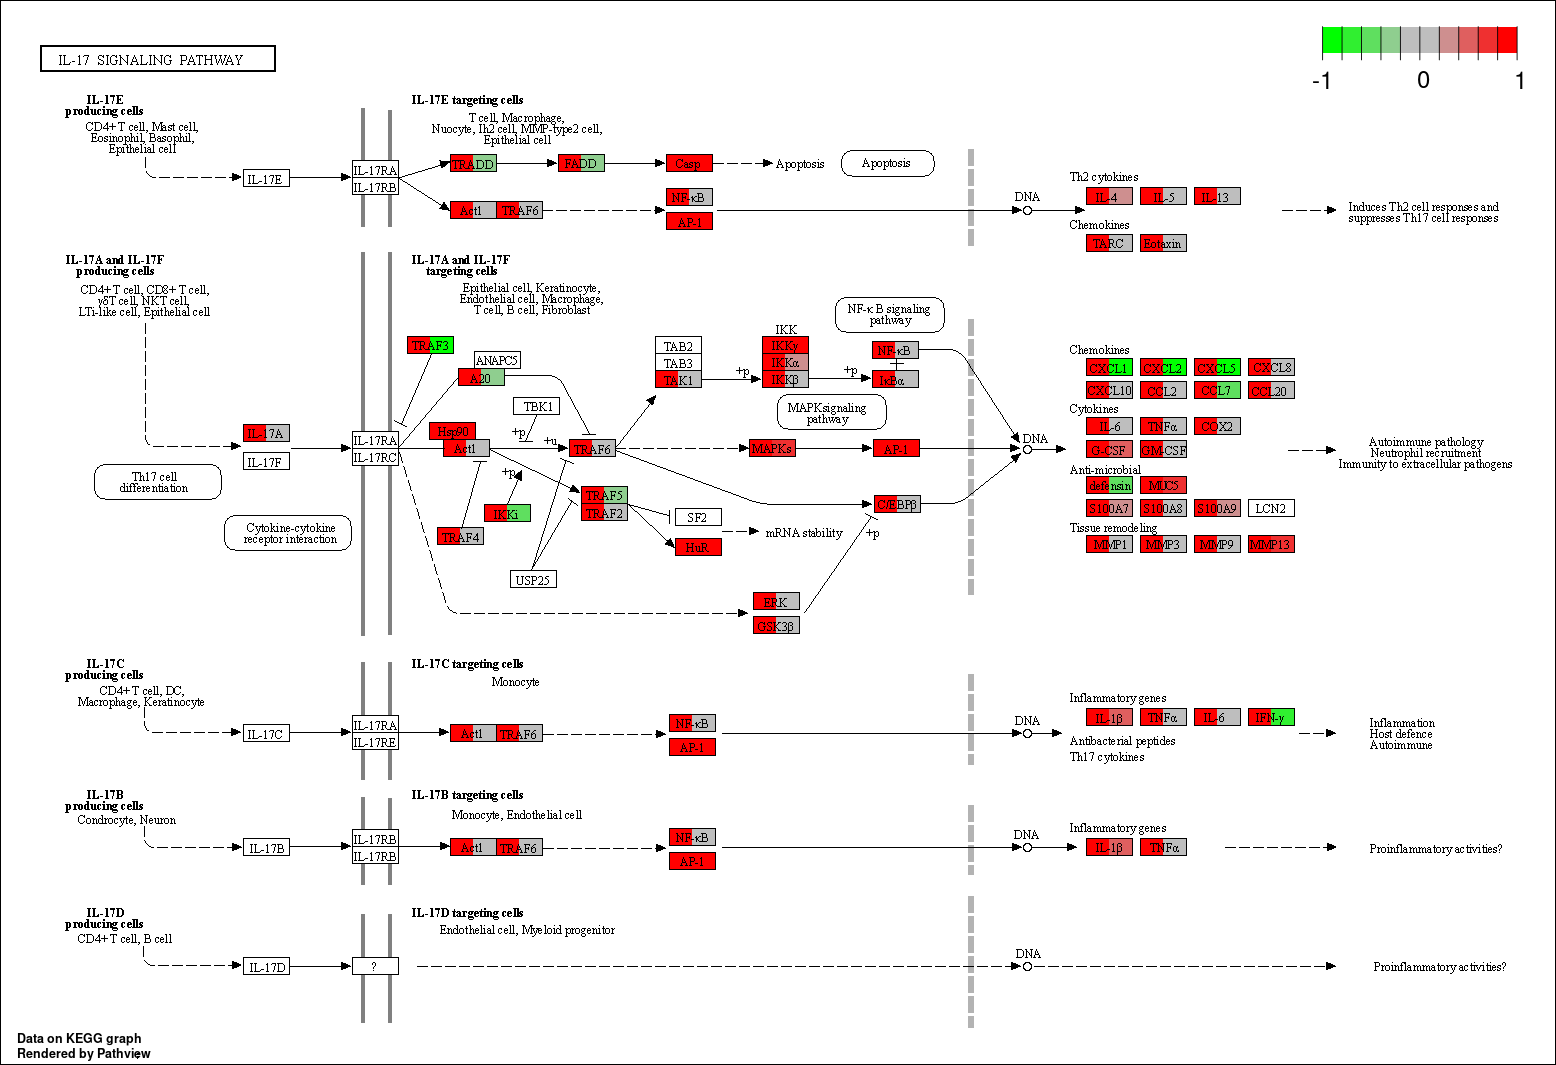 IL-17 SIGNALING PATHWAY
-1
0
1
IL-17E
producing cells
CD4+ T cell, Mast cell,
Eosinophil, Basophil,
Epithelial cell
IL-17E
IL-17RA
IL-17RB
IL-17E targeting cells
T cell, Macrophage,
Nuocyte, Ih2 cell, MMP-type2 cell,
Epithelial cell
TRADD
FADD
Casp
Apoptosis
Apoptosis
Act1
TRAF6
NF-κB
AP-1
DNA
Th2 cytokines
IL-4
IL-5
IL-13
Chemokines
TARC
Eotaxin
Induces Th2 cell responses and
suppresses Th17 cell responses
IL-17A and IL-17F
producing cells
CD4+ T cell, CD8+ T cell,
γδT cell, NKT cell,
LTi-like cell, Epithelial cell
IL-17A
IL-17F
IL-17RA
IL-17RC
Th17 cell
differentiation
Cytokine-cytokine
receptor interaction
IL-17A and IL-17F
targeting cells
Epithelial cell, Keratinocyte,
Endothelial cell, Macrophage,
T cell, B cell, Fibroblast
TRAF3
ANAPC5
A20
TBK1
Hsp90
Act1
+p
+u
TRAF6
+p
IKKi
TRAF4
TRAF5
TRAF2
USP25
SF2
HuR
mRNA stability
TAB2
TAB3
TAK1
+p
IKK
IKKγ
IKKα
IKKβ
+p
NF-κB
IκBα
NF-κB signaling
pathway
MAPK signaling
pathway
MAPKs
AP-1
C/EBPβ
+p
ERK
GSK3β
DNA
Chemokines
CXCL1
CXCL2
CXCL5
CXCL8
CXCL10
CCL2
CCL7
CCL20
Cytokines
IL-6
TNFα
COX2
G-CSF
GM-CSF
Anti-microbial
defensin
MUC5
S100A7
S100A8
S100A9
LCN2
Tissue remodeling
MMP1
MMP3
MMP9
MMP13
Autoimmune pathology
Neutrophil recruitment
Immunity to extracellular pathogens
IL-17C
producing cells
CD4+ T cell, DC,
Macrophage, Keratinocyte
IL-17C
IL-17RA
IL-17RE
IL-17C targeting cells
Monocyte
Act1
TRAF6
NF-κB
AP-1
DNA
Inflammatory genes
IL-1β
TNFα
IL-6
IFN-γ
Antibacterial peptides
Th17 cytokines
Inflammation
Host defence
Autoimmune
IL-17B
producing cells
Condrocyte, Neuron
IL-17B
IL-17RB
IL-17RB
IL-17B targeting cells
Monocyte, Endothelial cell
Act1
TRAF6
NF-κB
AP-1
DNA
Inflammatory genes
IL-1β
TNFα
Proinflammatory activities?
IL-17D
producing cells
CD4+ T cell, B cell
IL-17D
?
IL-17D targeting cells
Endothelial cell, Myeloid progenitor
DNA
Proinflammatory activities?
Data on KEGG graph
Rendered by Pathview